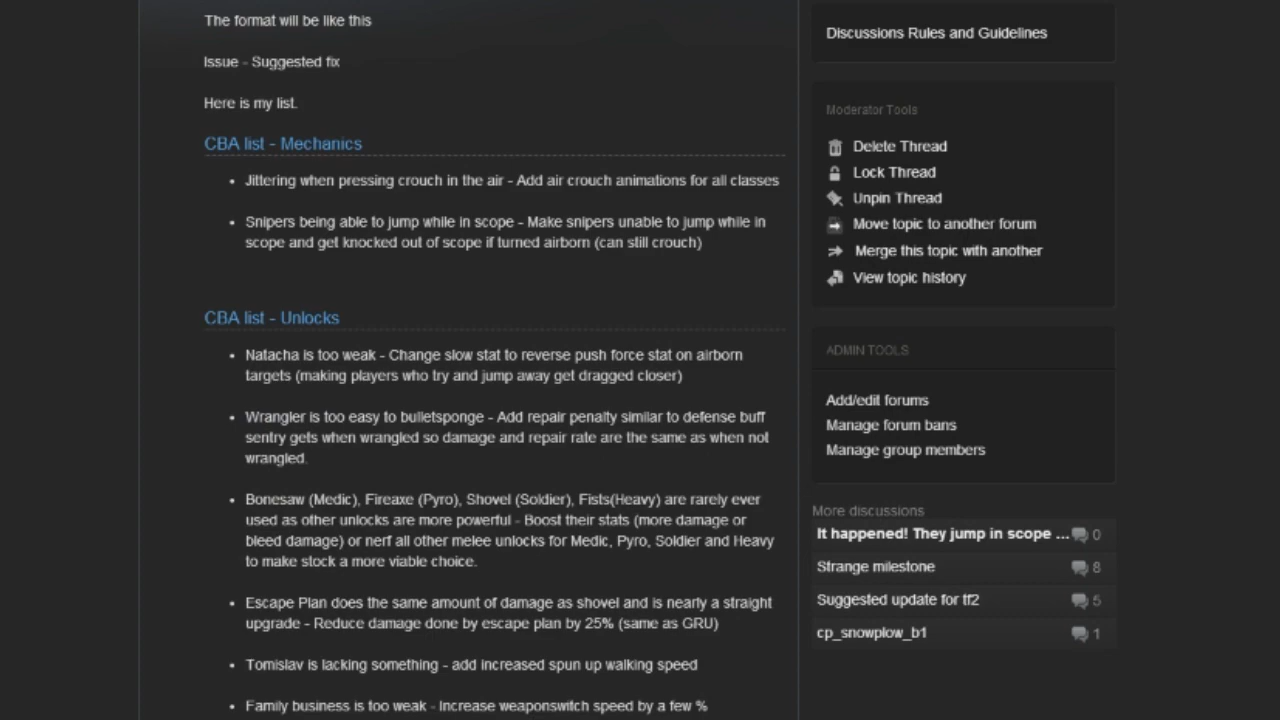 The format will be like this
Issue - Suggested fix
Here is my list.
CBA list - Mechanics
• Jittering when pressing crouch in the air - Add air crouch animations for all classes
• Snipers being able to jump while in scope - Make snipers unable to jump while in
scope and get knocked out of scope if turned airborn (can still crouch)
CBA list - Unlocks
• Natacha is too weak - Change slow stat to reverse push force stat on airborn
targets (making players who try and jump away get dragged closer)
• Wrangler is too easy to bulletsponge - Add repair penalty similar to defense buff
sentry gets when wrangled so damage and repair rate are the same as when not
wrangled.
• Bonesaw (Medic), Fireaxe (Pyro), Shovel (Soldier), Fists(Heavy) are rarely ever
used as other unlocks are more powerful - Boost their stats (more damage or
bleed damage) or nerf all other melee unlocks for Medic, Pyro, Soldier and Heavy
to make stock a more viable choice.
• Escape Plan does the same amount of damage as shovel and is nearly a straight
upgrade - Reduce damage done by escape plan by 25% (same as GRU)
• Tomislav is lacking something - add increased spun up walking speed
• Family business is too weak - Increase weaponswitch speed by a few %
Discussions Rules and Guidelines
Moderator Tools
Delete Thread
Lock Thread
Unpin Thread
Move topic to another forum
Merge this topic with another
View topic history
ADMIN TOOLS
Add/edit forums
Manage forum bans
Manage group members
More discussions
It happened! They jump in scope ... 0
Strange milestone 8
Suggested update for tf2 5
cp_snowplow_b1 1